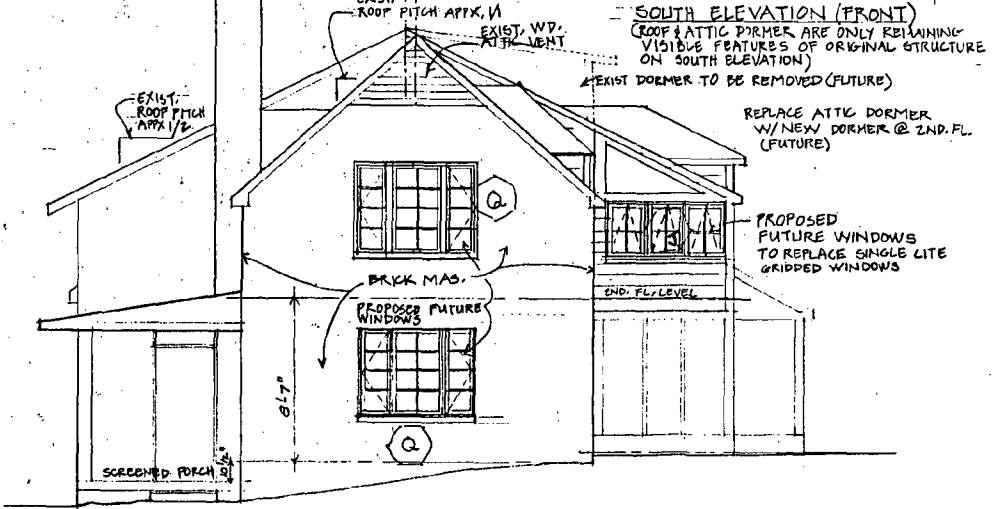 SOUTH ELEVATION (FRONT)
(ROOF & ATTIC DORMER ARE ONLY REMAINING
VISIBLE FEATURES OF ORIGINAL STRUCTURE
ON SOUTH ELEVATION)
ROOF PITCH APPX, 1/1
EXIST, WD.
ATTIC VENT
EXIST DORMER TO BE REMOVED (FUTURE)
EXIST.
ROOF PITCH
APPX 1/2
REPLACE ATTIC DORMER
W/ NEW DORMER @ 2ND. FL.
(FUTURE)
Q
PROPOSED
FUTURE WINDOWS
TO REPLACE SINGLE LITE
GRIDDED WINDOWS
BRICK MAS.
2ND. FL. LEVEL
PROPOSED FUTURE
WINDOWS
8'-7"
Q
SCREENED PORCH